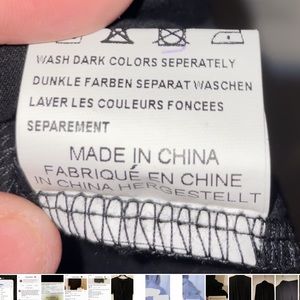 WASH DARK COLORS SEPERATELY
DUNKLE FARBEN SEPARAT WASCHEN
LAVER LES COULEURS FONCEES
SEPAREMENT
MADE IN CHINA
FABRIQUÉ EN CHINE
IN CHINA HERGESTELLT